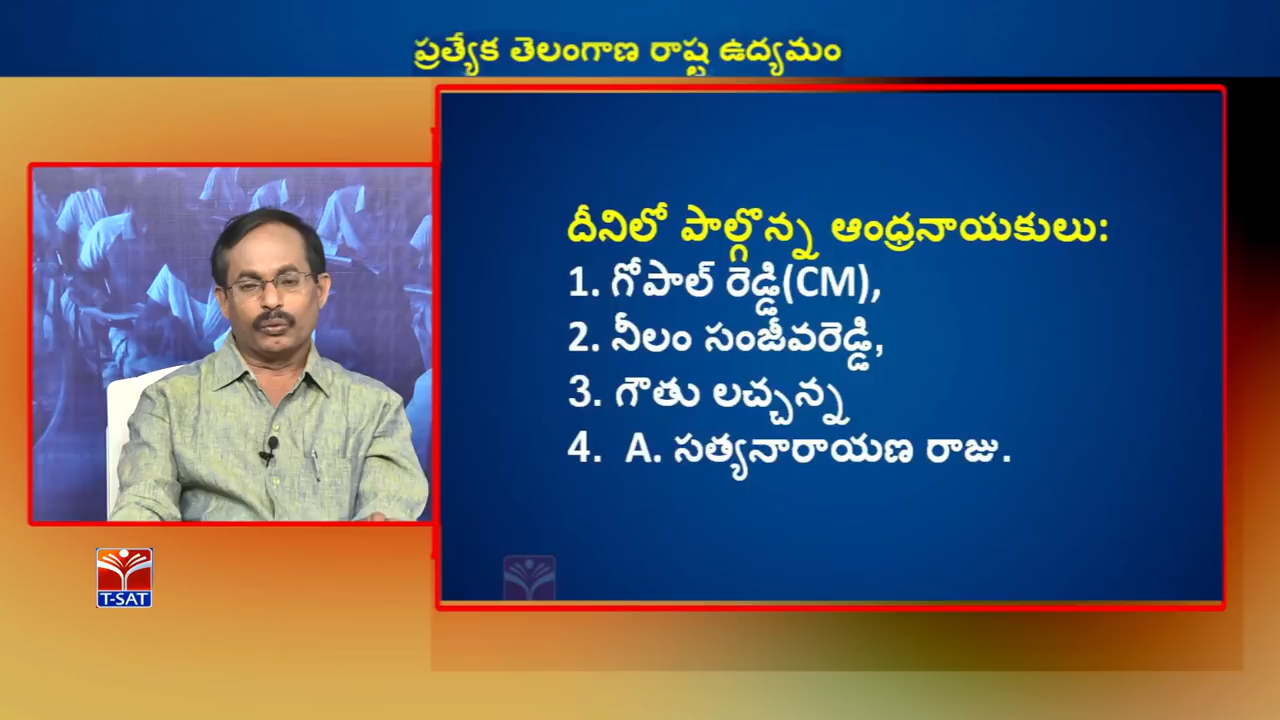 ప్రత్యేక తెలంగాణ రాష్ట ఉద్యమం
దీనిలో పాల్గొన్న ఆంధ్రనాయకులు:
1. గోపాల్ రెడ్డి(CM),
2. నీలం సంజీవరెడ్డి,
3. గౌతు లచ్చన్న
4. A. సత్యనారాయణ రాజు.
T-SAT